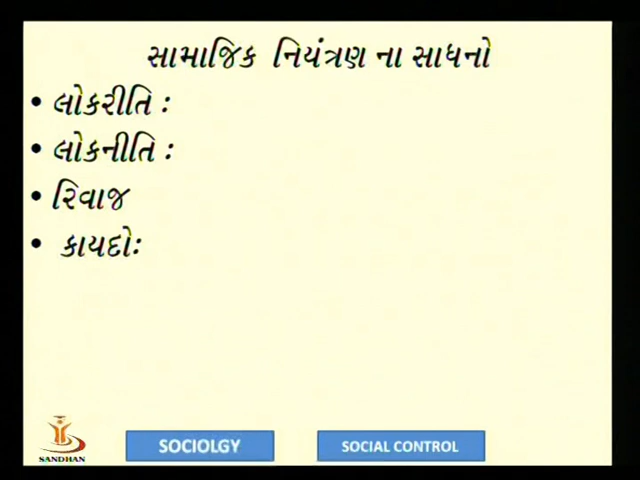 સામાજિક નિયંત્રણ ના સાધનો
• લોકરીતિ :
• લોકનીતિ :
• રિવાજ
• કાયદોઃ
SANDHAN
SOCIOLGY
SOCIAL CONTROL